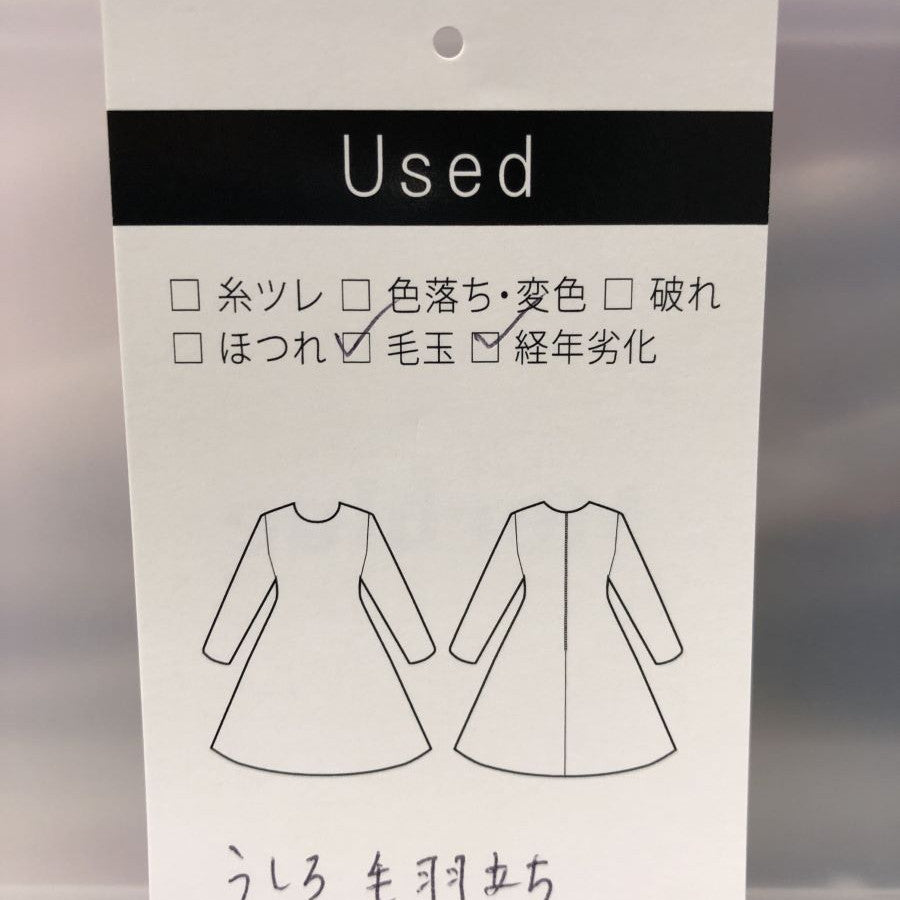 Used
□ 糸ツレ □ 色落ち・変色 □ 破れ
□ ほつれ ☑ 毛玉 ☑ 経年劣化
うしろ 毛羽立ち